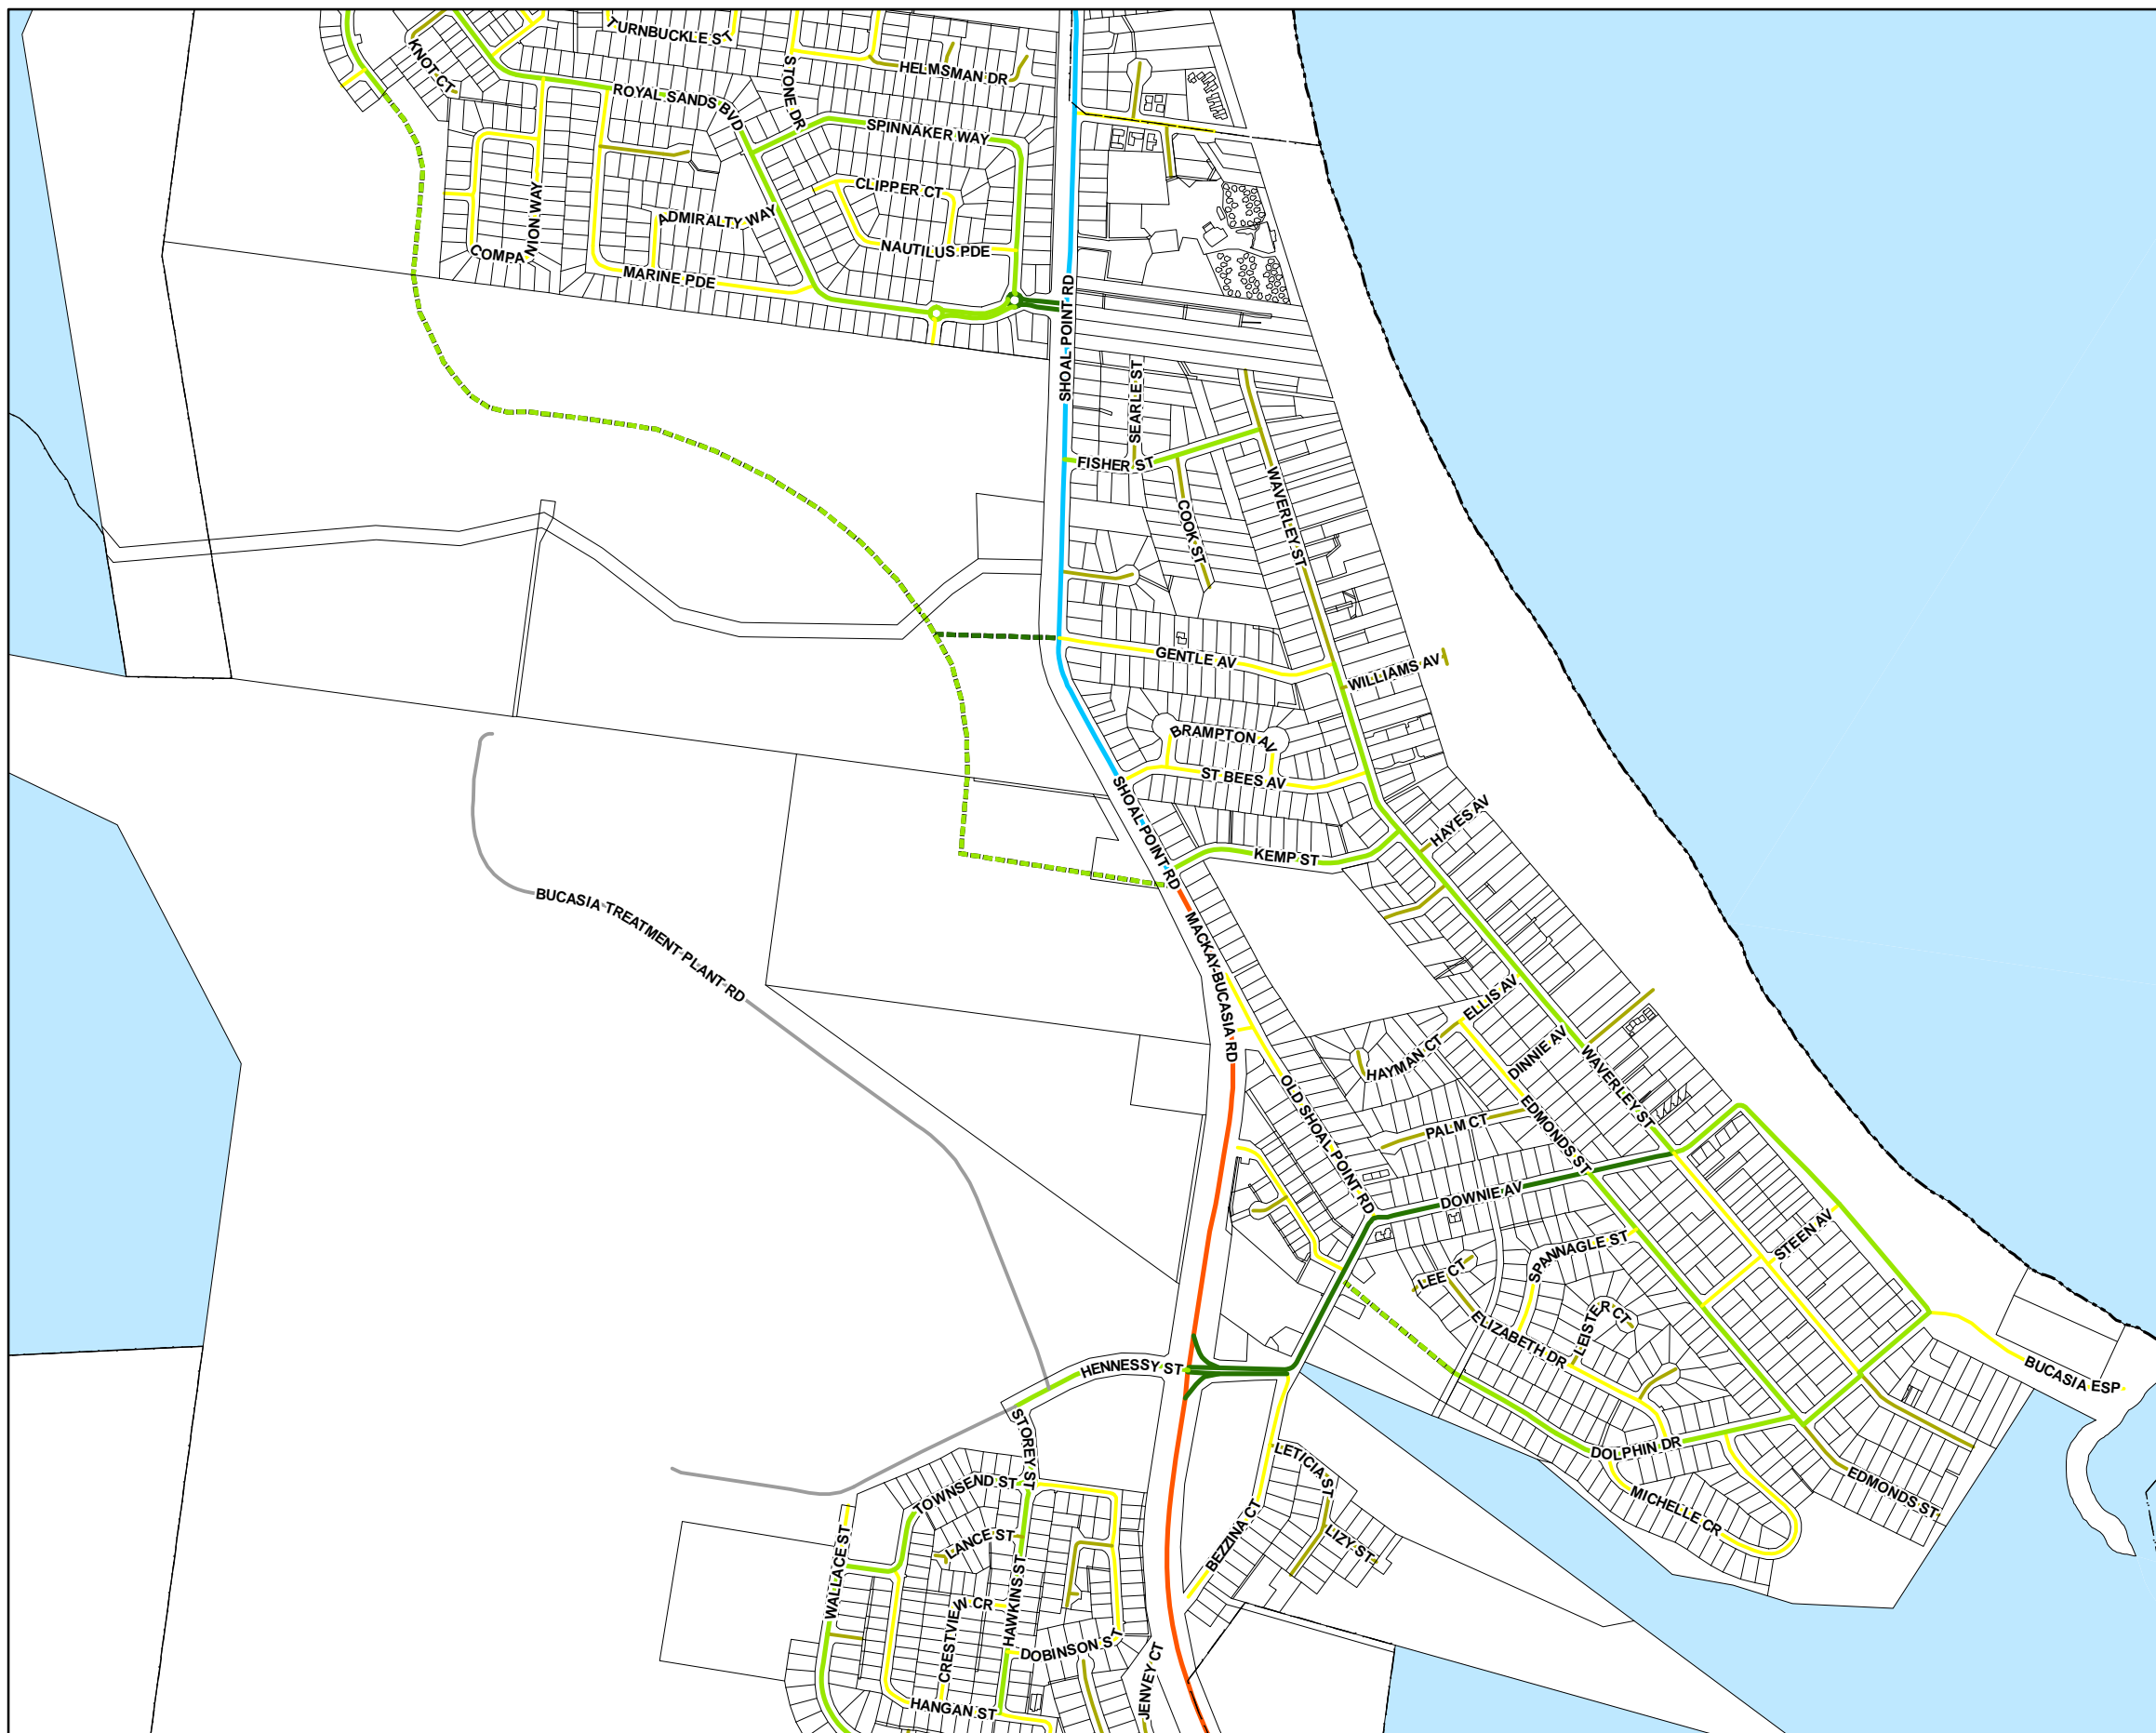 TURNBUCKLE ST
KNOT CT
STONE DR
HELMSMAN DR
ROYAL SANDS BVD
SPINNAKER WAY
CLIPPER CT
COMPANION WAY
ADMIRALTY WAY
NAUTILUS PDE
MARINE PDE
SHOAL POINT RD
SEARLE ST
FISHER ST
WAVERLEY ST
COOK ST
GENTLE AV
WILLIAMS AV
BRAMPTON AV
ST BEES AV
SHOAL POINT RD
HAYES AV
KEMP ST
BUCASIA TREATMENT PLANT RD
MACKAY-BUCASIA RD
ELLIS AV
HAYMAN CT
DINNIE AV
WAVERLEY ST
OLD SHOAL POINT RD
EDMONDS ST
PALM CT
DOWNIE AV
STEEN AV
SPANNAGLE ST
LEE CT
LEISTER CT
ELIZABETH DR
BUCASIA ESP
HENNESSY ST
STOREY ST
DOLPHIN DR
LETICIA ST
EDMONDS ST
MICHELLE CR
TOWNSEND ST
LANCE ST
LIZY ST
BEZZINA CT
WALLACE ST
HAWKINS ST
CRESTVIEW CR
DOBINSON ST
JENVEY CT
HANGAN ST